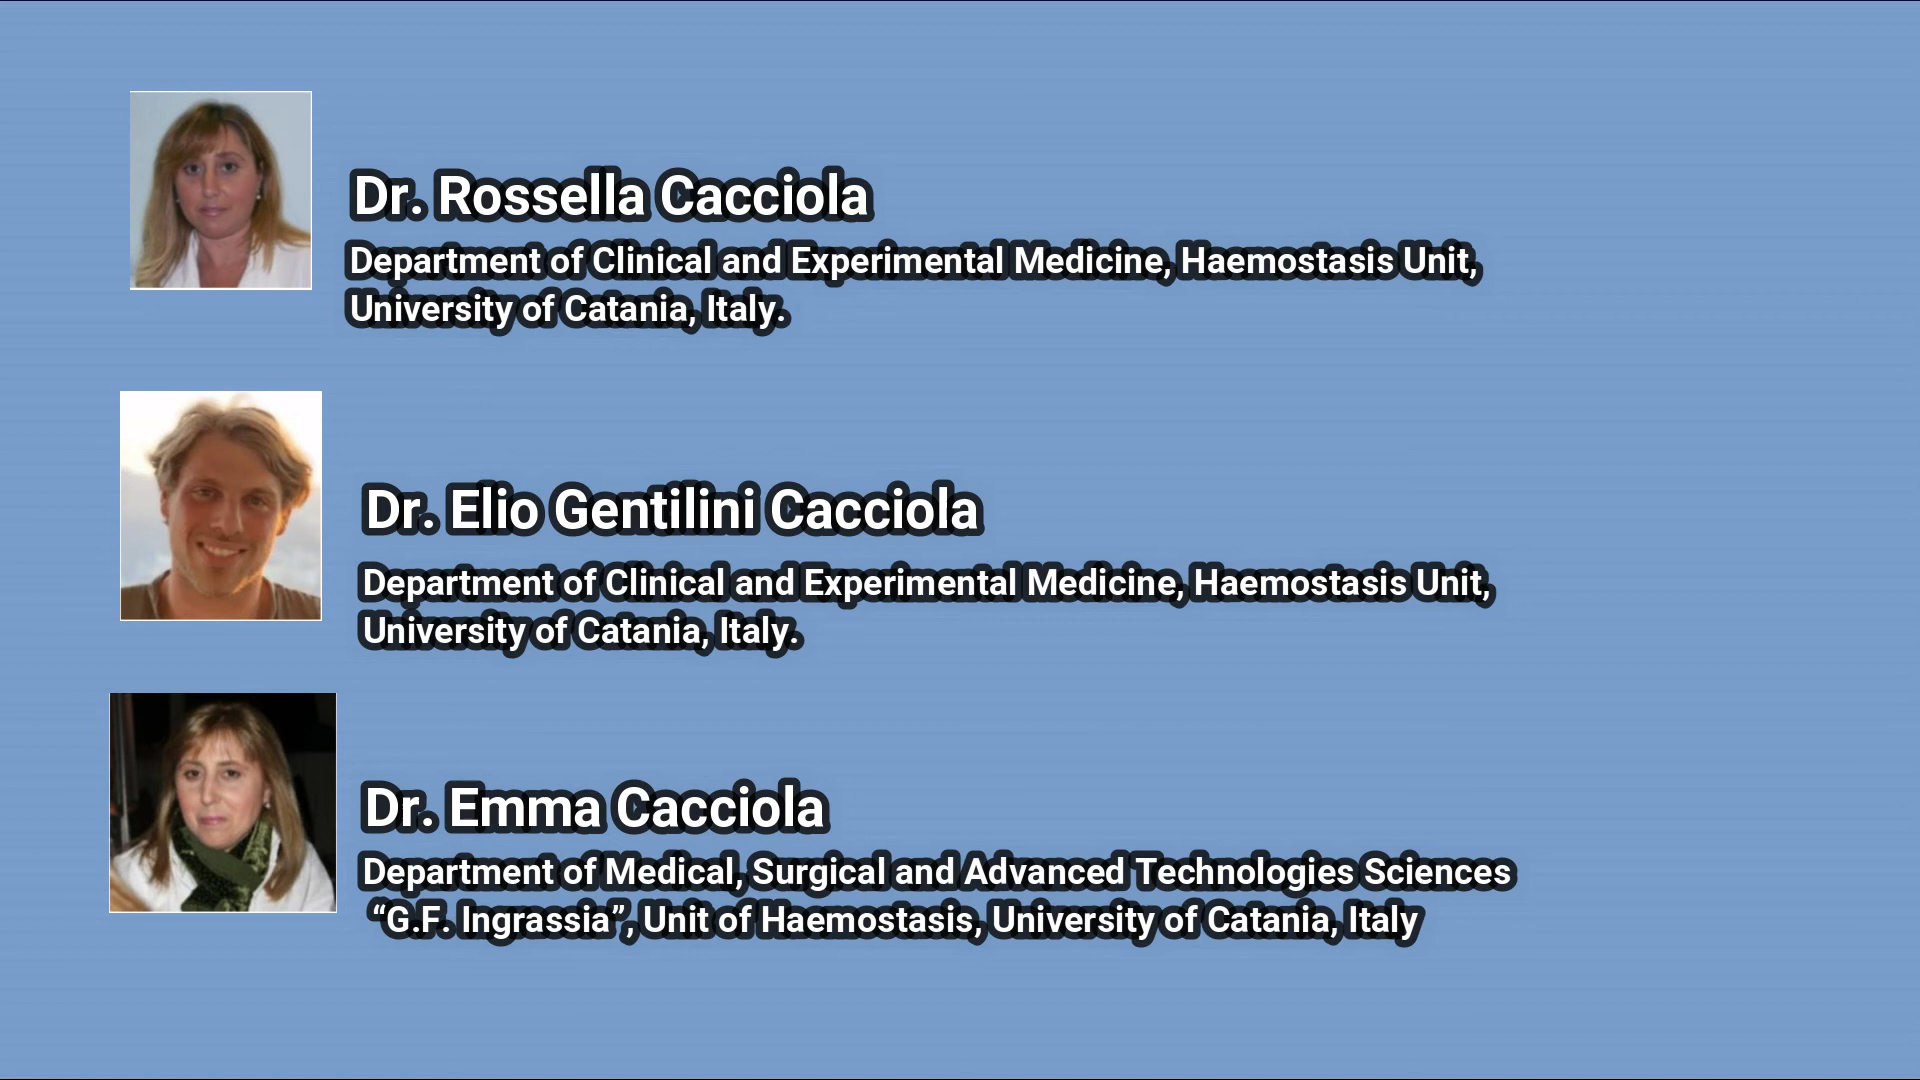 Dr. Rossella Cacciola
Department of Clinical and Experimental Medicine, Haemostasis Unit,
University of Catania, Italy.
Dr. Elio Gentilini Cacciola
Department of Clinical and Experimental Medicine, Haemostasis Unit,
University of Catania, Italy.
Dr. Emma Cacciola
Department of Medical, Surgical and Advanced Technologies Sciences
“G.F. Ingrassia”, Unit of Haemostasis, University of Catania, Italy